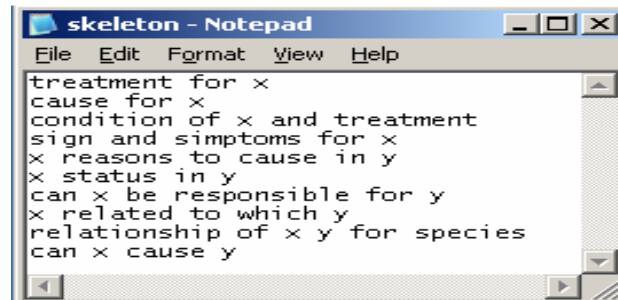 skeleton - Notepad
File Edit Format View Help
treatment for x
cause for x
condition of x and treatment
sign and simptoms for x
x reasons to cause in y
x status in y
can x be responsible for y
x related to which y
relationship of x y for species
can x cause y